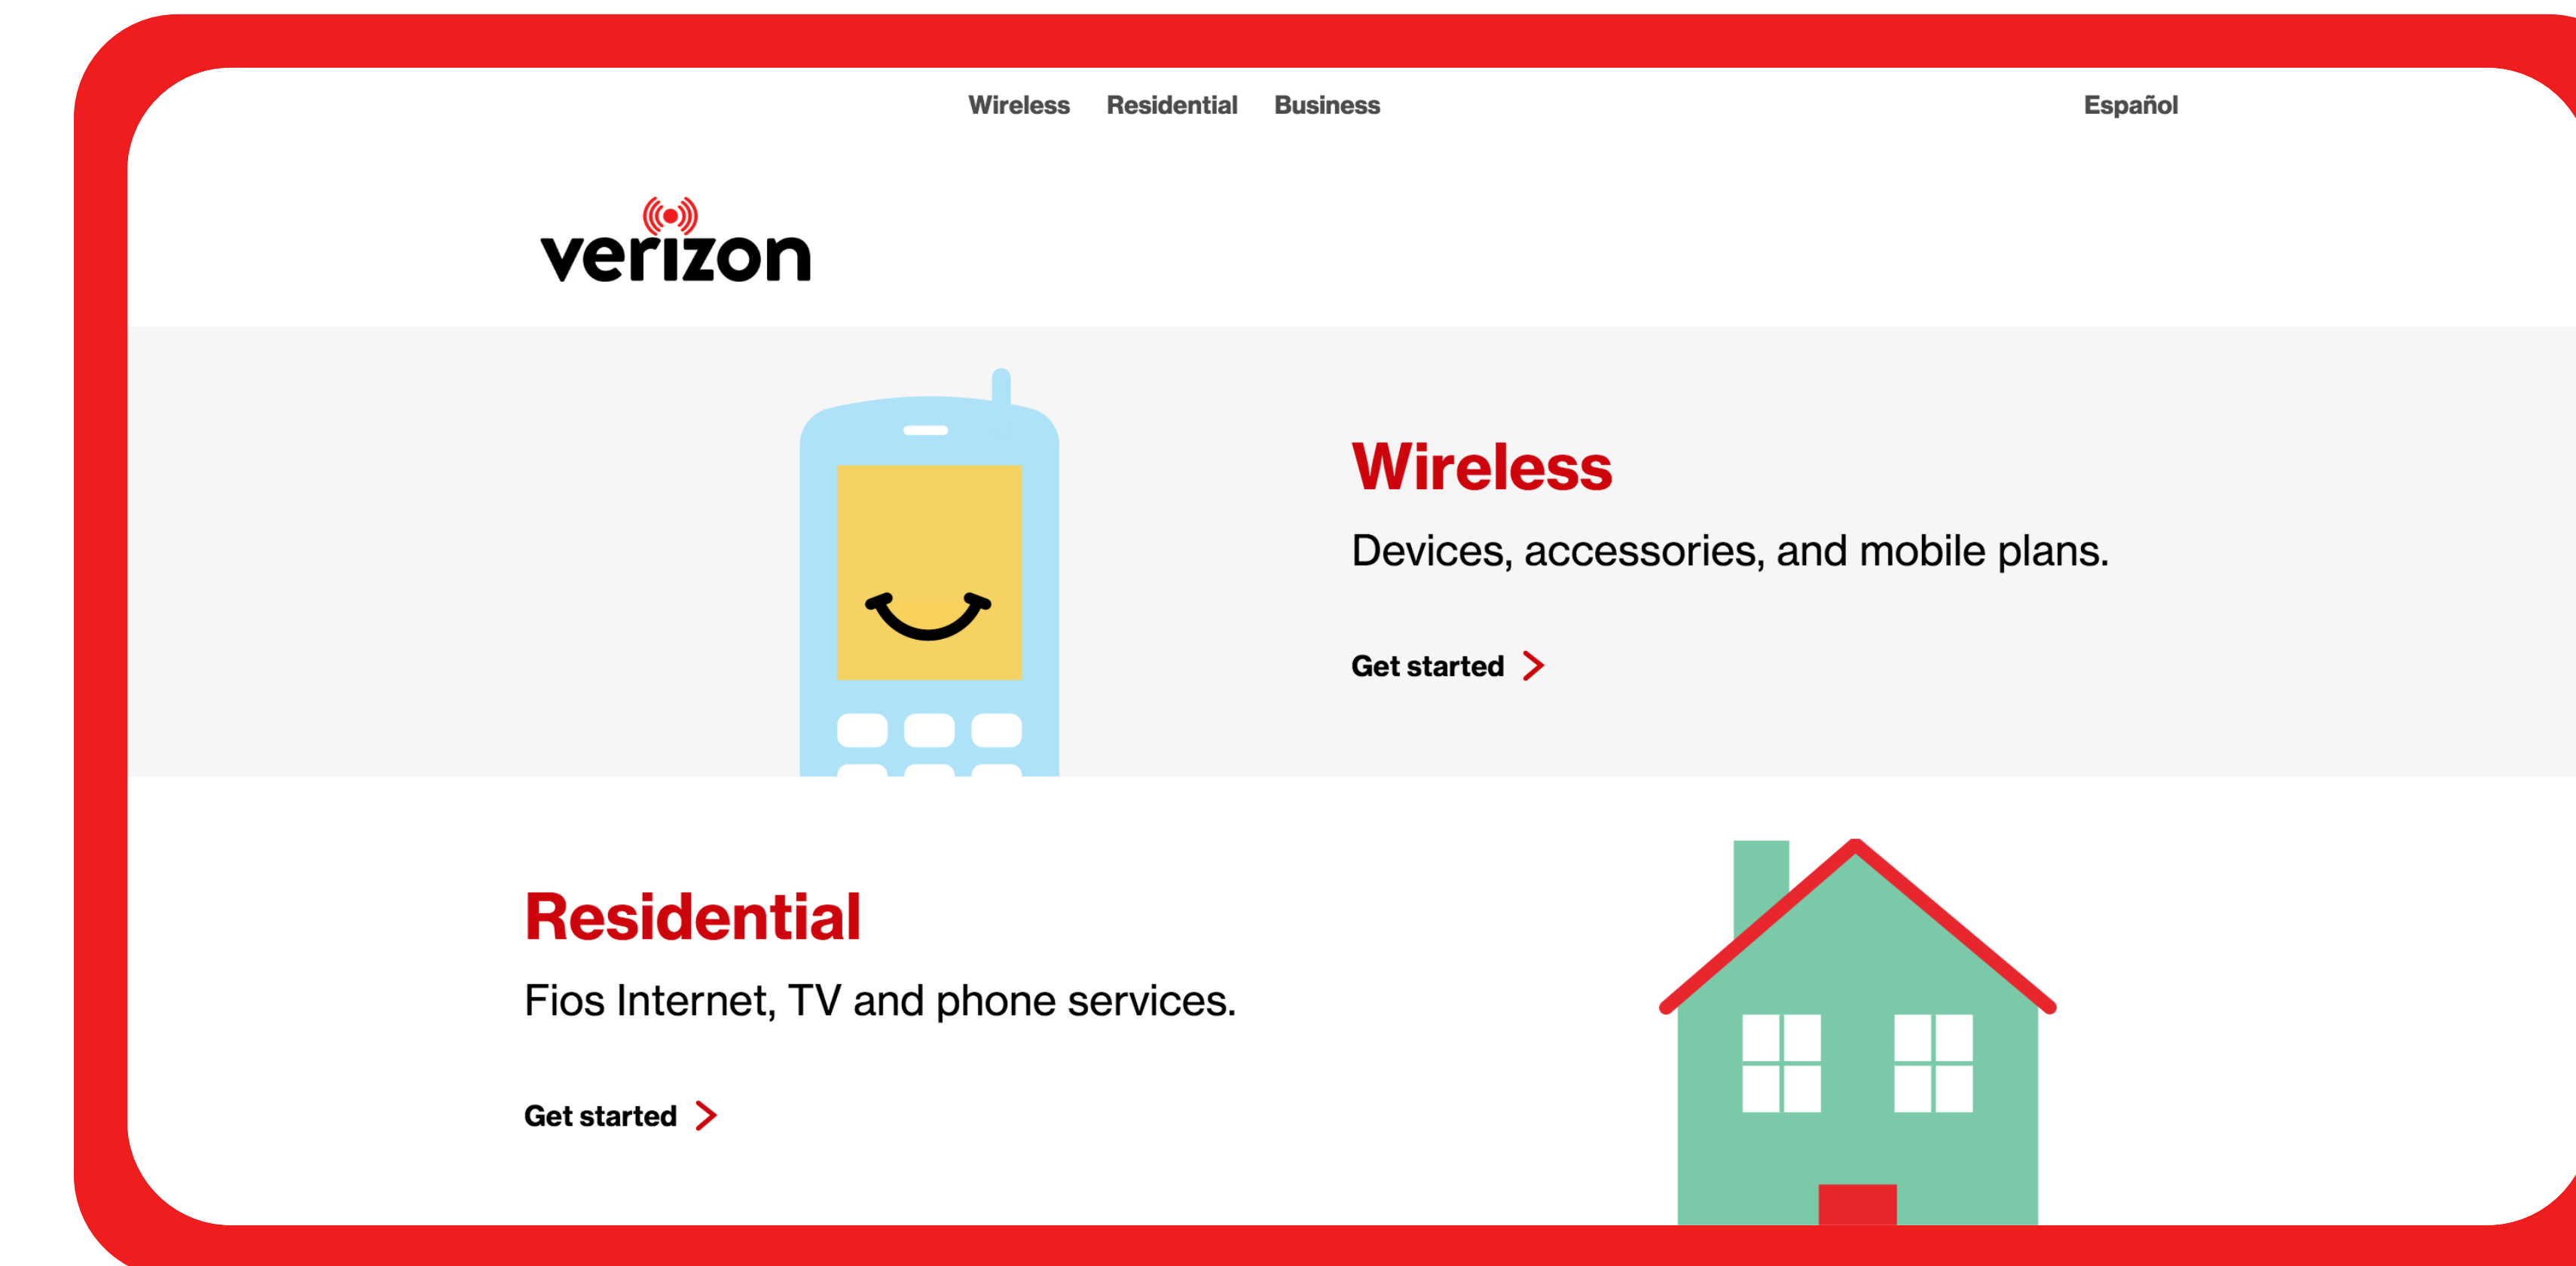 Wireless Residential Business Español
verizon
Wireless
Devices, accessories, and mobile plans.
Get started
Residential
Fios Internet, TV and phone services.
Get started